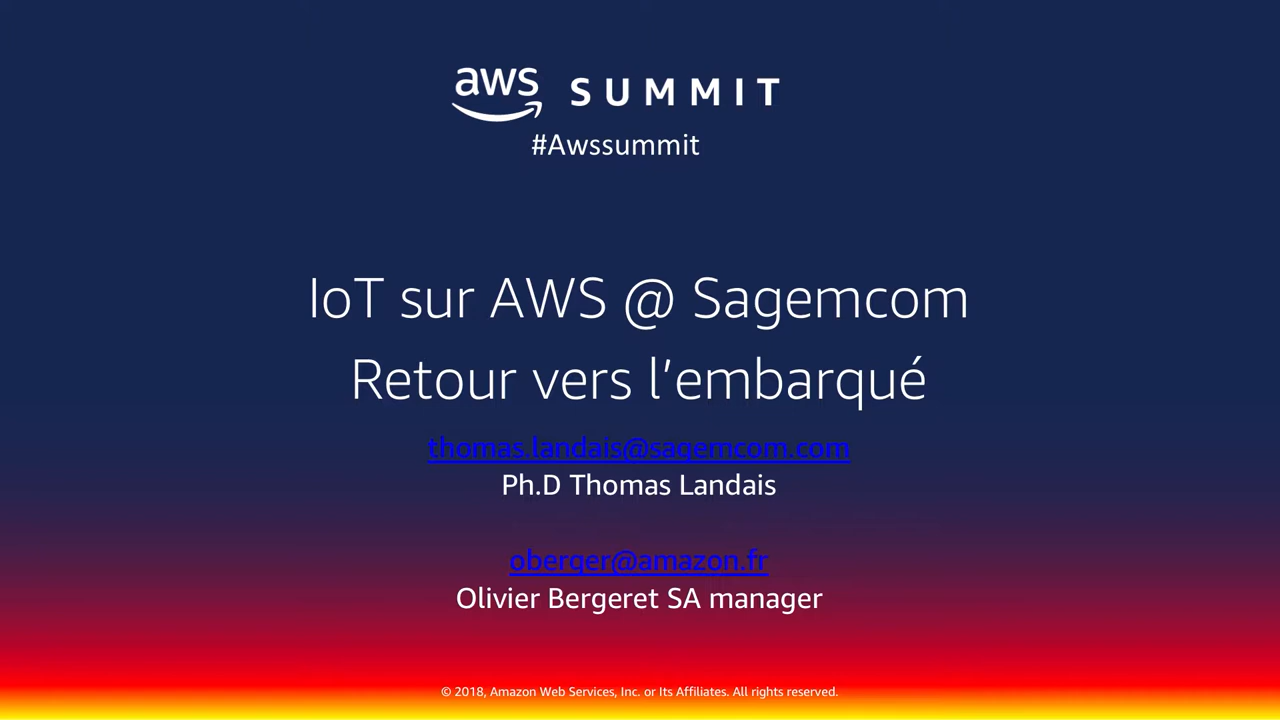 aws SUMMIT
#Awssummit
IoT sur AWS @ Sagemcom
Retour vers l’embarqué
thomas.landais@sagemcom.com
Ph.D Thomas Landais
oberger@amazon.fr
Olivier Bergeret SA manager
© 2018, Amazon Web Services, Inc. or Its Affiliates. All rights reserved.